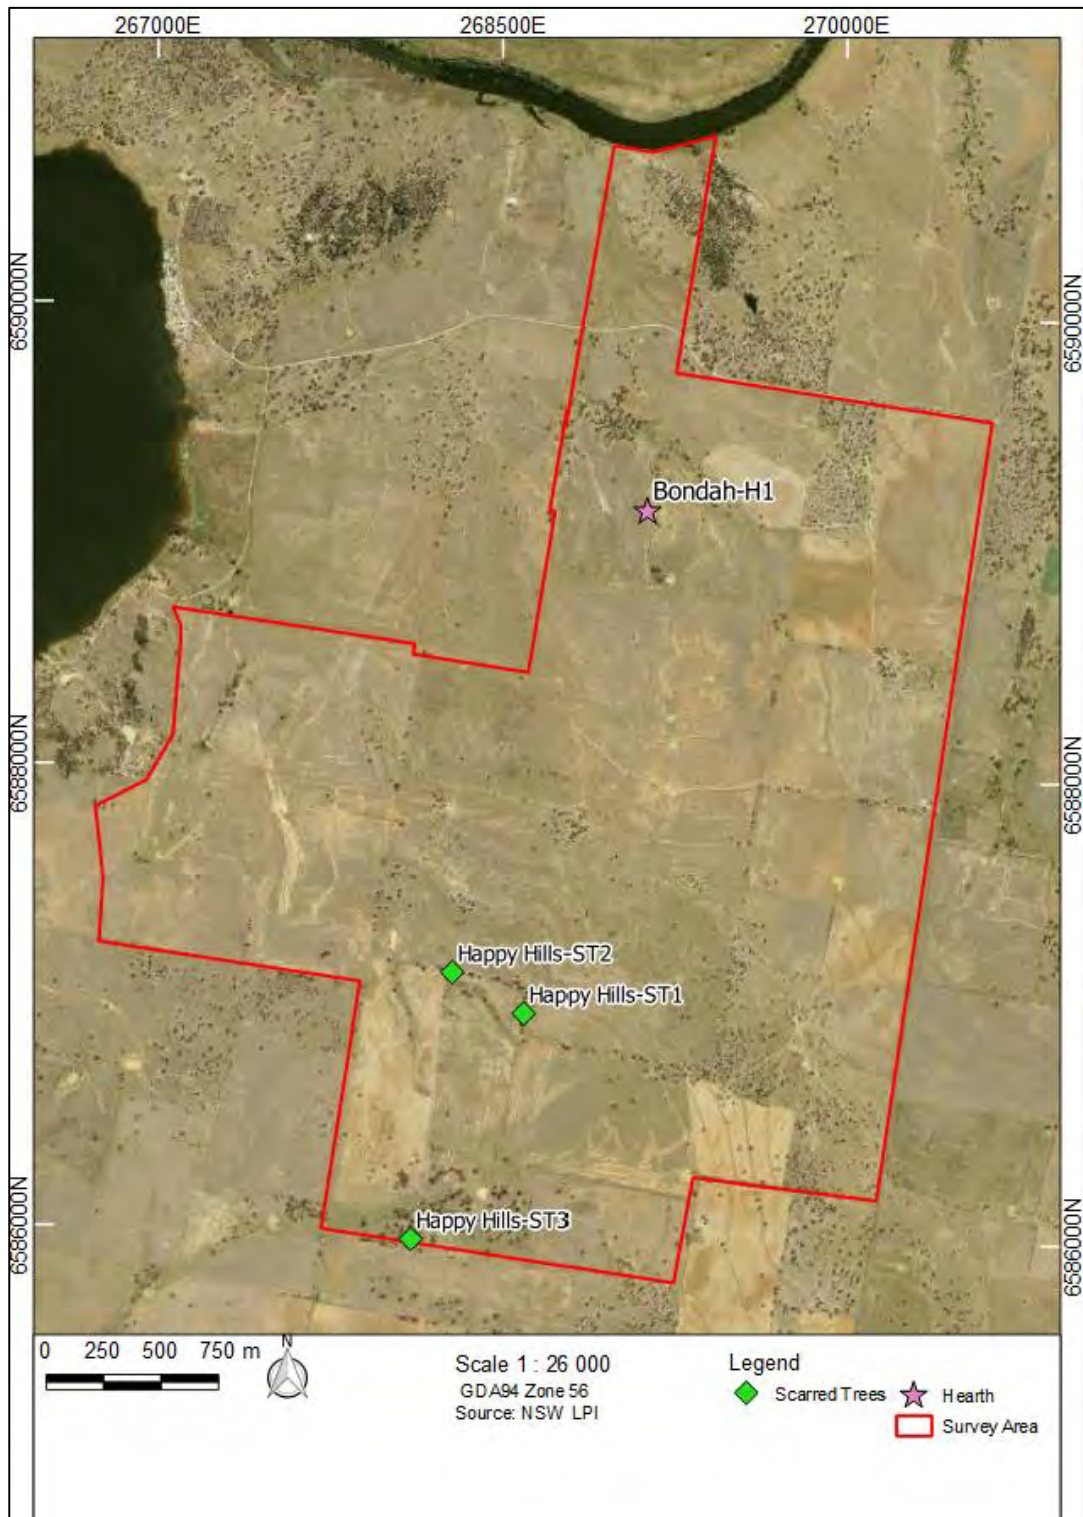 267000E 268500E 270000E
6590000N
6590000N
Bondah-H1
6588000N
6588000N
Happy Hills-ST2
Happy Hills-ST1
6586000N
6586000N
Happy Hills-ST3
0 250 500 750 m
N
Scale 1 : 26 000
GDA94 Zone 56
Source: NSW LPI
Legend
Scarred Trees
Hearth
Survey Area